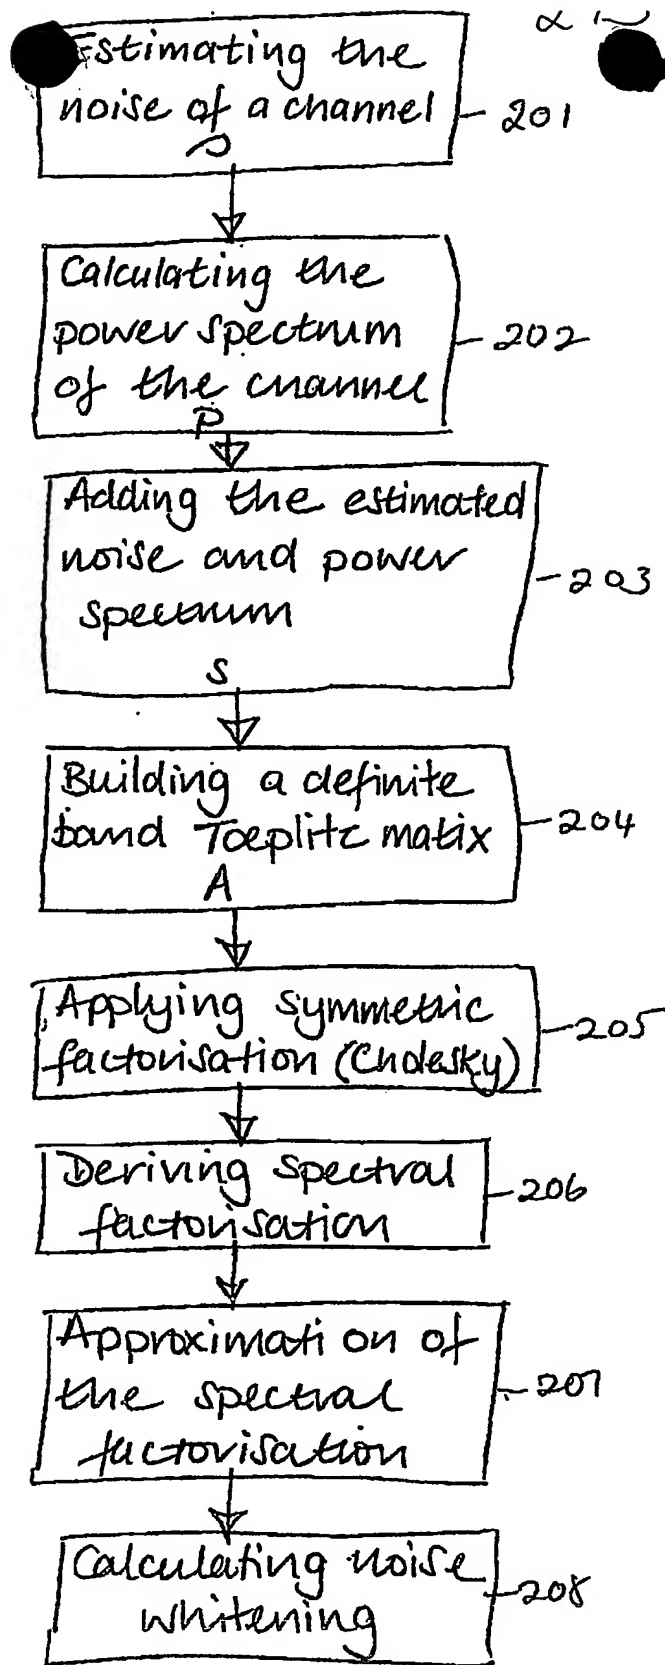 Estimating the
noise of a channel
201
Calculating the
power spectrum
of the channel
P
202
Adding the estimated
noise and power
spectrum
S
203
Building a definite
band Toeplitz matix
A
204
Applying symmetric
factorisation (Cholesky)
205
Deriving spectral
factorisation
206
Approximation of
the spectral
factorisation
207
Calculating noise
whitening
208